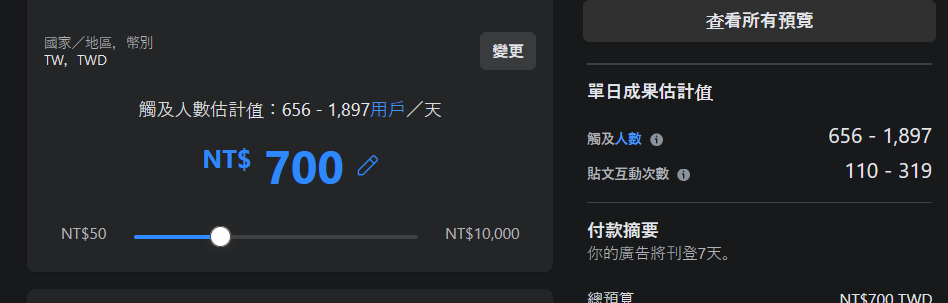 國家／地區，幣別
TW，TWD
變更
觸及人數估計值：656 - 1,897用戶／天
NT$ 700
NT$50
NT$10,000
查看所有預覽
單日成果估計值
觸及人數
656 - 1,897
貼文互動次數
110 - 319
付款摘要
你的廣告將刊登7天。
總預算
NT$700 TWD